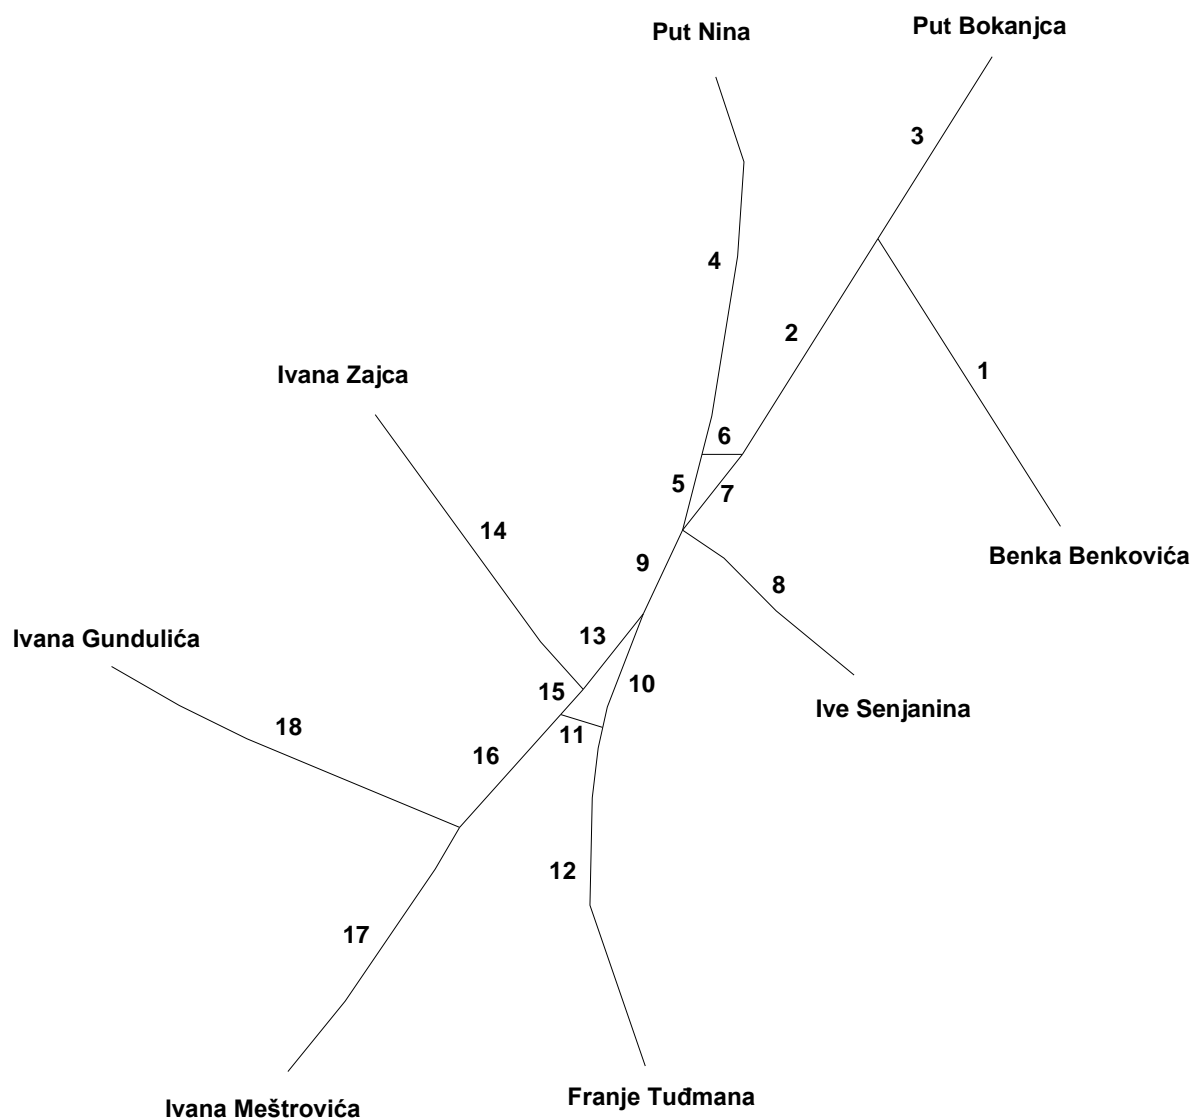 Put Nina
Put Bokanjca
3
4
2
Ivana Zajca
1
6
5
7
14
Benka Benkovića
9
8
Ivana Gundulića
13
10
15
Ive Senjanina
18
11
16
12
17
Franje Tuđmana
Ivana Meštrovića